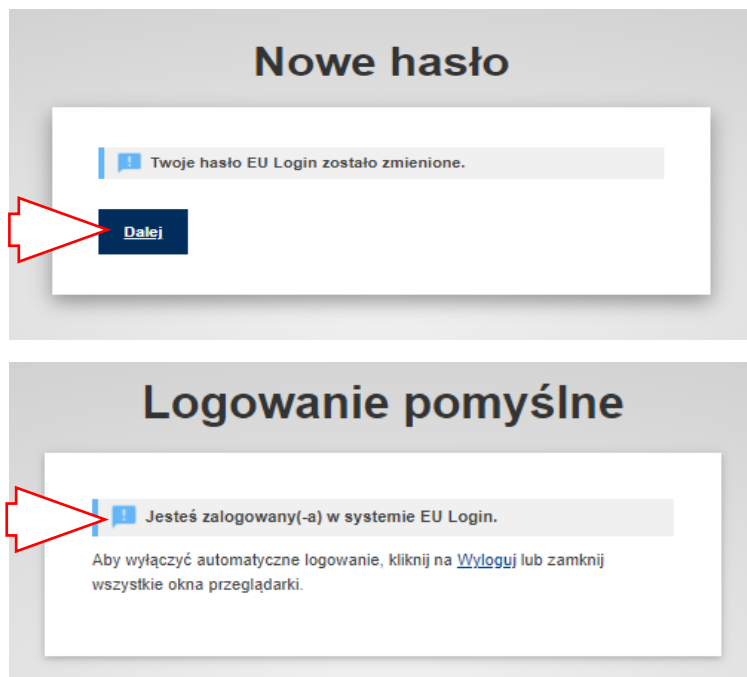 Nowe hasło
Twoje hasło EU Login zostało zmienione.
Dalej
Logowanie pomyślne
Jesteś zalogowany(-a) w systemie EU Login.
Aby wyłączyć automatyczne logowanie, kliknij na Wyloguj lub zamknij
wszystkie okna przeglądarki.